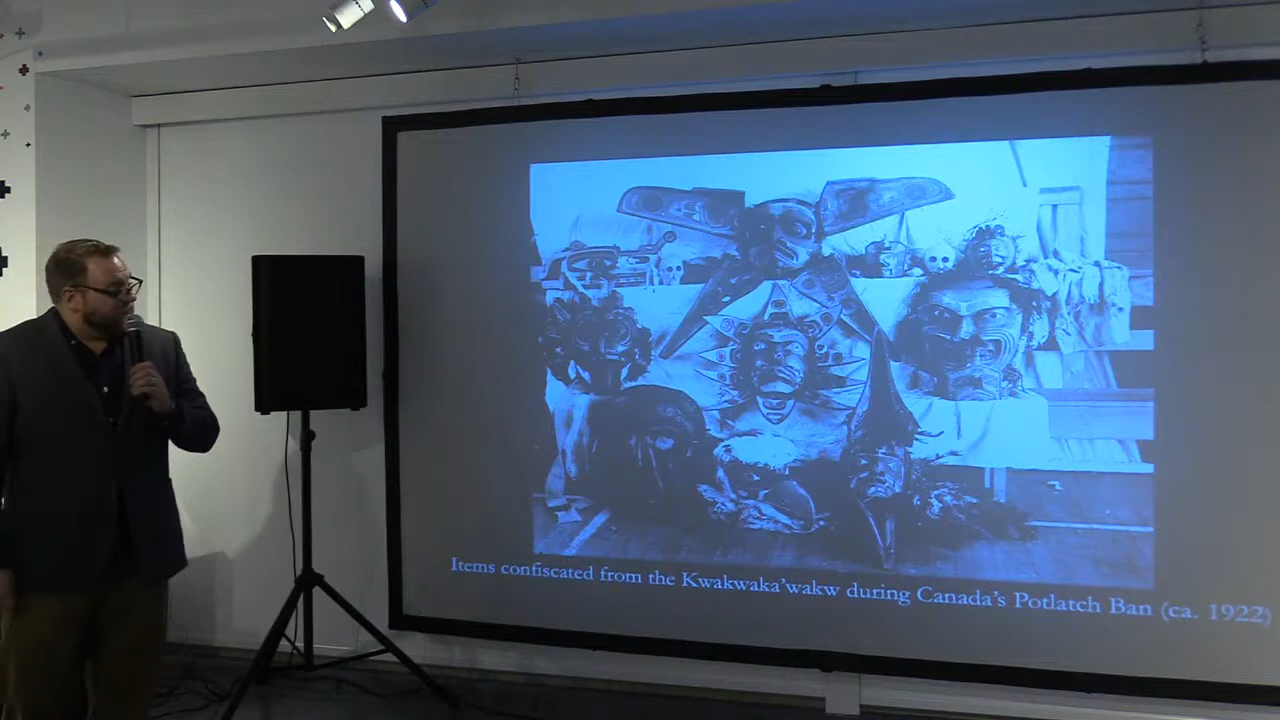 Items confiscated from the Kwakwaka'wakw during Canada's Potlatch Ban (ca. 1922)